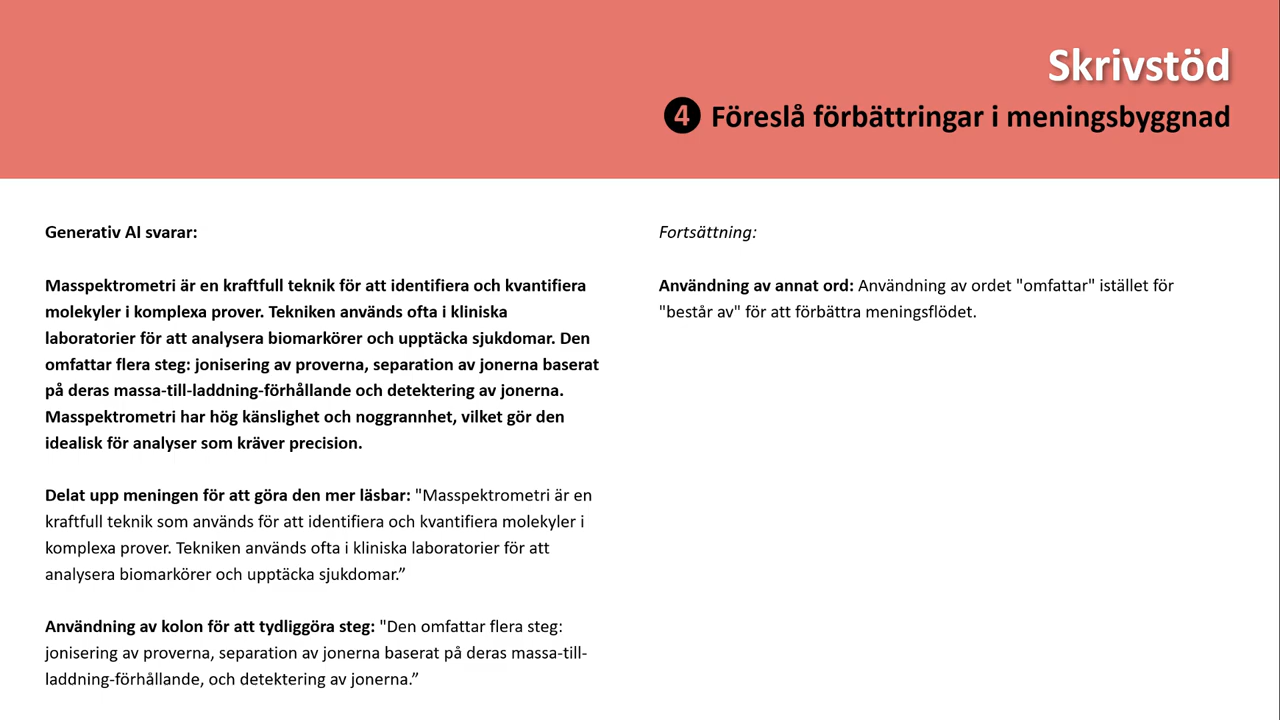 Skrivstöd
4 Föreslå förbättringar i meningsbyggnad
Generativ AI svarar:
Masspektrometri är en kraftfull teknik för att identifiera och kvantifiera
molekyler i komplexa prover. Tekniken används ofta i kliniska
laboratorier för att analysera biomarkörer och upptäcka sjukdomar. Den
omfattar flera steg: jonisering av proverna, separation av jonerna baserat
på deras massa-till-laddning-förhållande och detektering av jonerna.
Masspektrometri har hög känslighet och noggrannhet, vilket gör den
idealisk för analyser som kräver precision.
Delat upp meningen för att göra den mer läsbar: "Masspektrometri är en
kraftfull teknik som används för att identifiera och kvantifiera molekyler i
komplexa prover. Tekniken används ofta i kliniska laboratorier för att
analysera biomarkörer och upptäcka sjukdomar.”
Användning av kolon för att tydliggöra steg: "Den omfattar flera steg:
jonisering av proverna, separation av jonerna baserat på deras massa-till-
laddning-förhållande, och detektering av jonerna.”
Fortsättning:
Användning av annat ord: Användning av ordet "omfattar" istället för
"består av" för att förbättra meningsflödet.